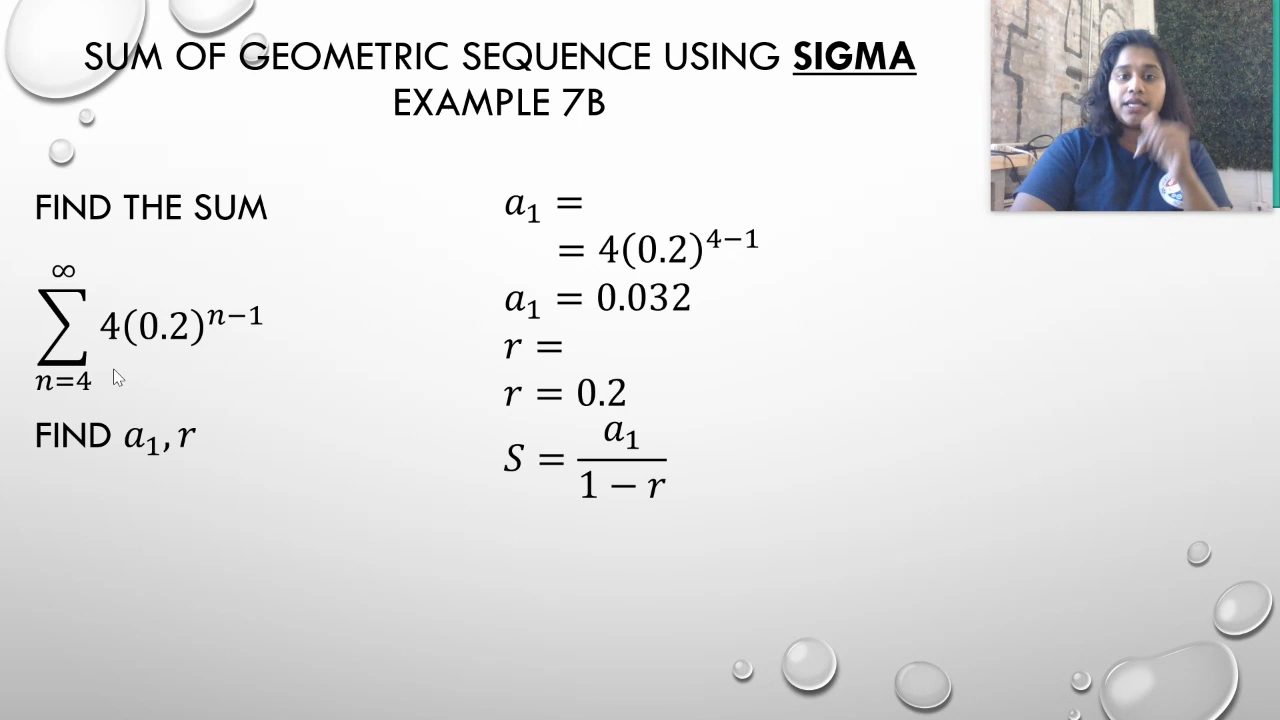 SUM OF GEOMETRIC SEQUENCE USING SIGMA
EXAMPLE 7B
FIND THE SUM
∞
∑ 4(0.2)^{n−1}
n=4
FIND a₁, r
a₁ =
= 4(0.2)^{4−1}
a₁ = 0.032
r =
r = 0.2
S = a₁ / (1 − r)